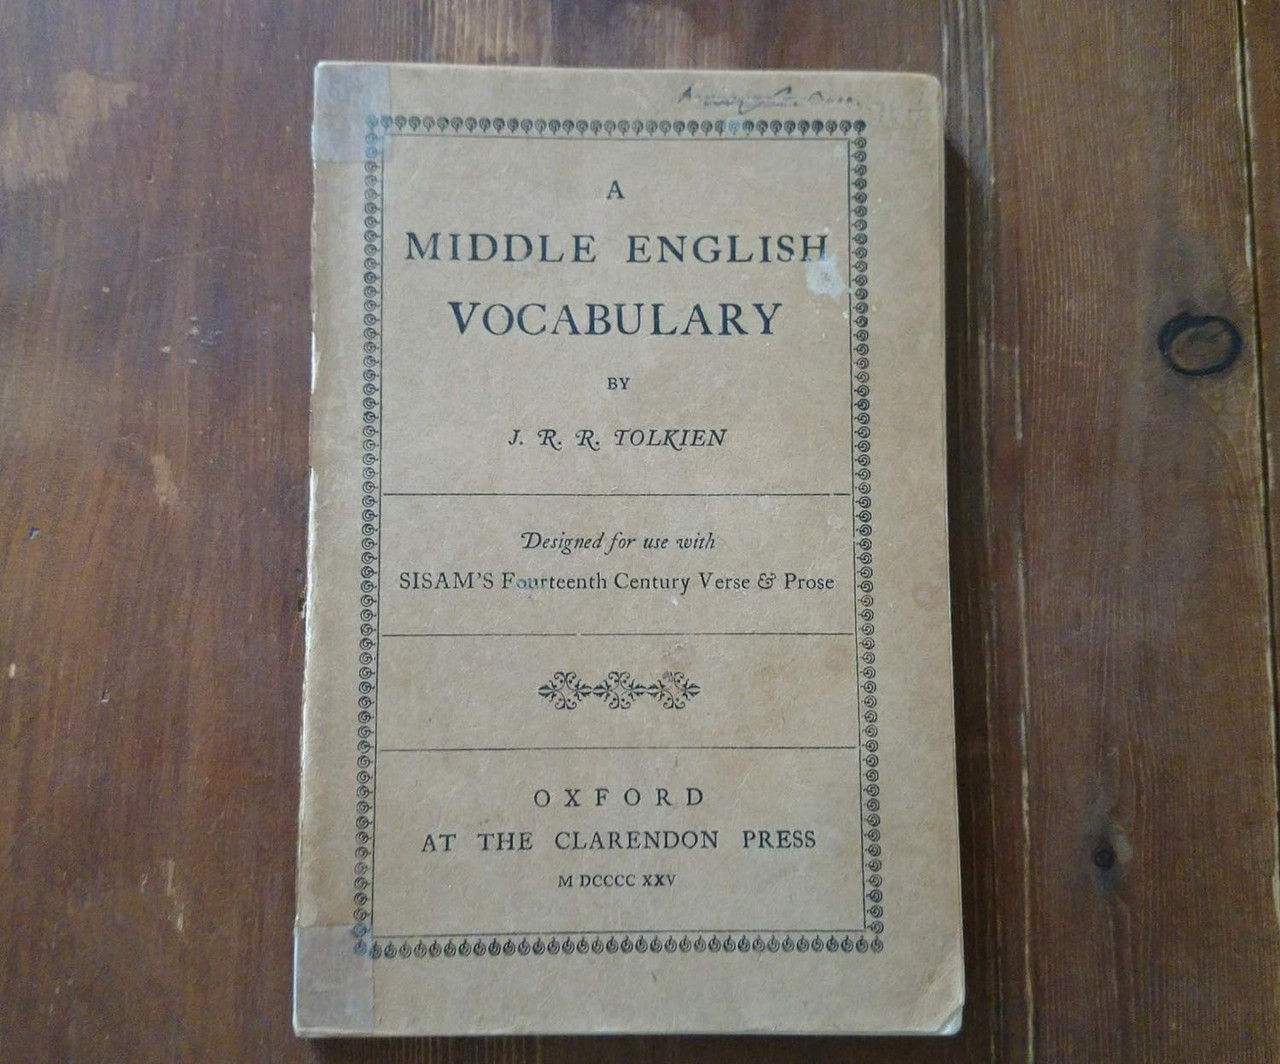 A
MIDDLE ENGLISH
VOCABULARY
BY
J. R. R. TOLKIEN
Designed for use with
SISAM'S Fourteenth Century Verse & Prose
OXFORD
AT THE CLARENDON PRESS
M DCCCC XXV